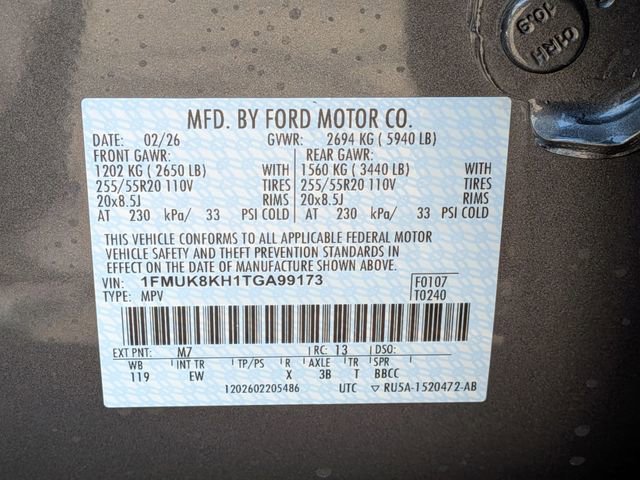 MFD. BY FORD MOTOR CO.
DATE: 02/26 GVWR: 2694 KG ( 5940 LB)
FRONT GAWR: REAR GAWR:
1202 KG ( 2650 LB) WITH 1560 KG ( 3440 LB) WITH
255/55R20 110V TIRES 255/55R20 110V TIRES
20x8.5J RIMS 20x8.5J RIMS
AT 230 kPa/ 33 PSI COLD AT 230 kPa/ 33 PSI COLD
THIS VEHICLE CONFORMS TO ALL APPLICABLE FEDERAL MOTOR
VEHICLE SAFETY AND THEFT PREVENTION STANDARDS IN
EFFECT ON THE DATE OF MANUFACTURE SHOWN ABOVE.
VIN: 1FMUK8KH1TGA99173 F0107
TYPE: MPV T0240
EXT PNT: M7 RC: 13 DSO:
WB INT TR TP/PS R AXLE TR SPR
119 EW X 3B T BBCC
1202602205486 UTC ▽ RU5A-1520472-AB